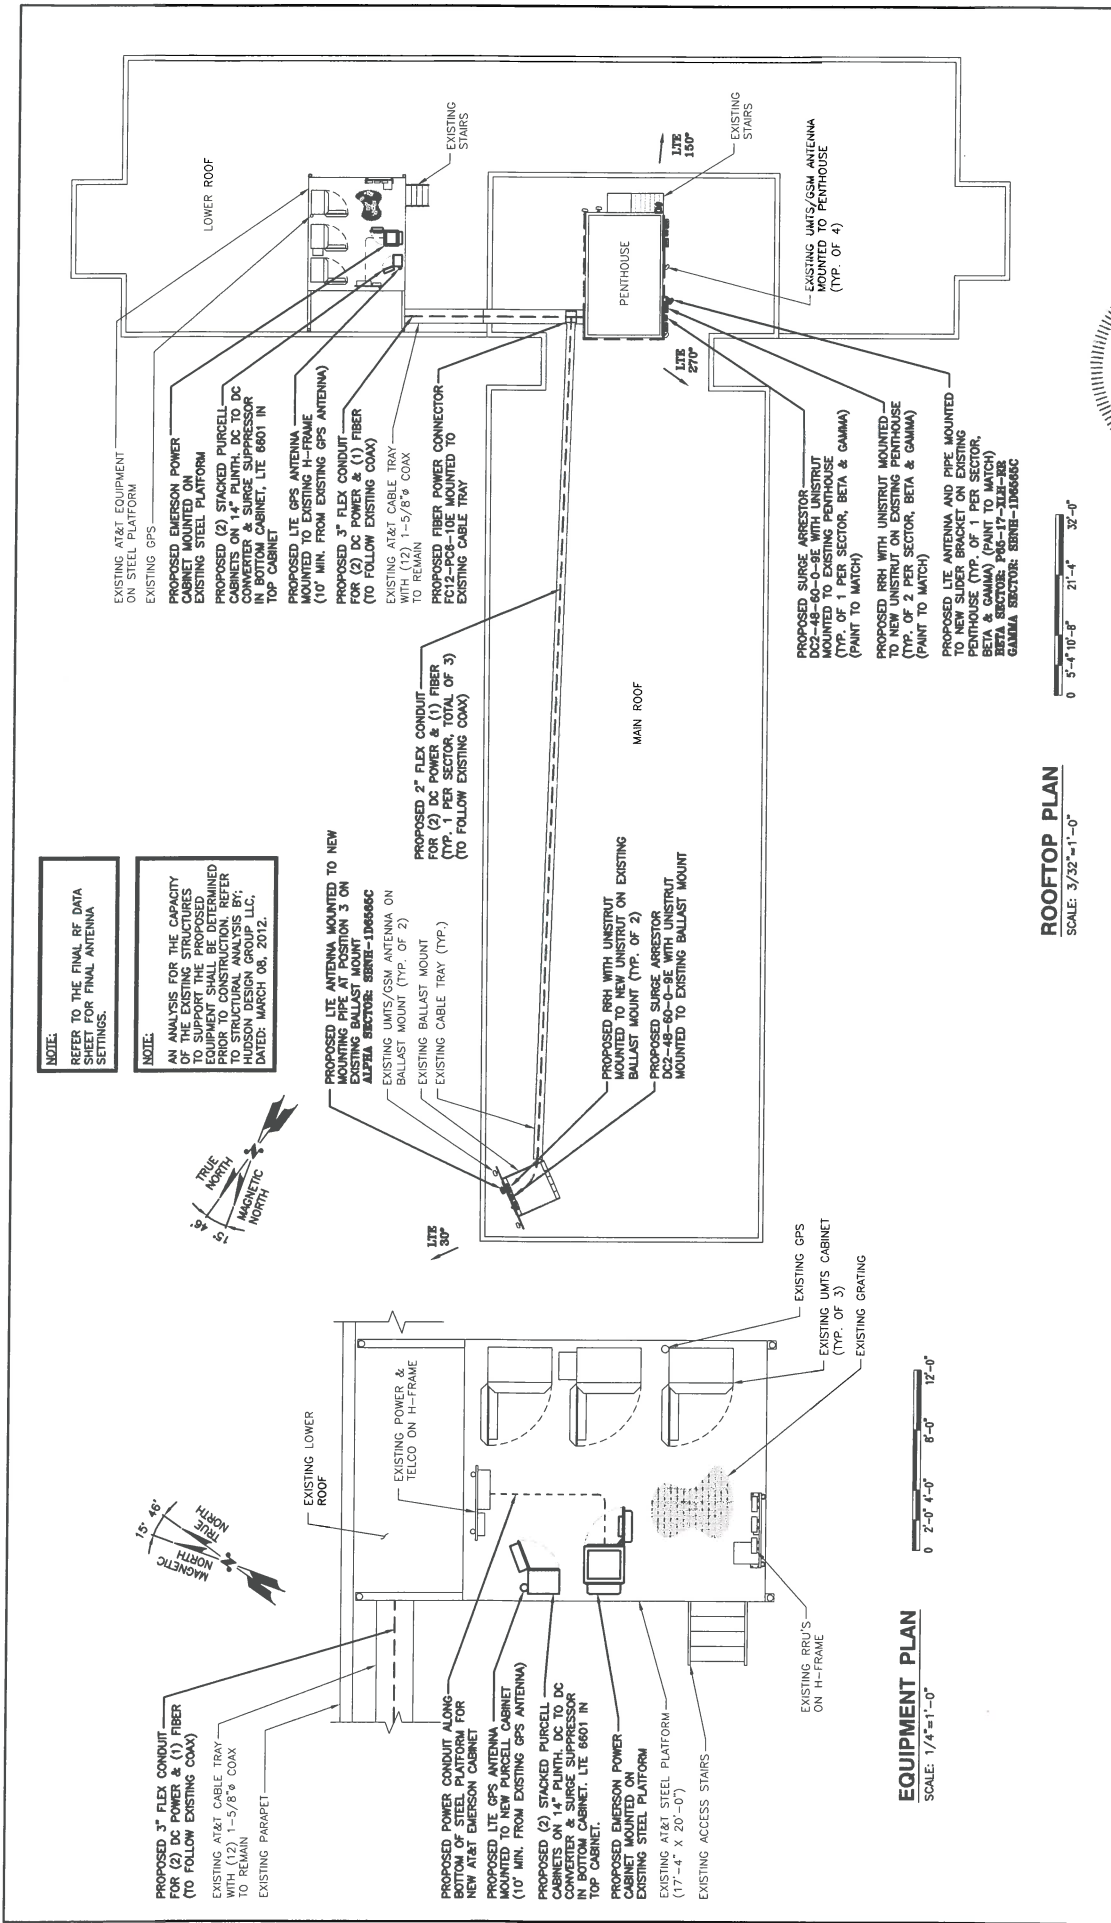 NOTE:
REFER TO THE FINAL RF DATA
SHEET FOR FINAL ANTENNA
SETTINGS.
NOTE:
AN ANALYSIS FOR THE CAPACITY
OF THE EXISTING STRUCTURES
TO SUPPORT THE PROPOSED
EQUIPMENT SHALL BE DETERMINED
PRIOR TO CONSTRUCTION. REFER
TO STRUCTURAL ANALYSIS BY:
HUDSON DESIGN GROUP LLC,
DATED: MARCH 08, 2012.
PROPOSED 3" FLEX CONDUIT
FOR (2) DC POWER & (1) FIBER
(TO FOLLOW EXISTING COAX)
EXISTING AT&T CABLE TRAY
WITH (12) 1-5/8"ø COAX
TO REMAIN
EXISTING PARAPET
MAGNETIC
NORTH
TRUE
NORTH
15° 46'
EXISTING LOWER
ROOF
EXISTING POWER &
TELCO ON H-FRAME
PROPOSED POWER CONDUIT ALONG
BOTTOM OF STEEL PLATFORM FOR
NEW AT&T EMERSON CABINET
PROPOSED LTE GPS ANTENNA
MOUNTED TO NEW PURCELL CABINET
(10' MIN. FROM EXISTING GPS ANTENNA)
PROPOSED (2) STACKED PURCELL
CABINETS ON 14" PLINTH. DC TO DC
CONVERTER & SURGE SUPPRESSOR
IN BOTTOM CABINET. LTE 6601 IN
TOP CABINET.
PROPOSED EMERSON POWER
CABINET MOUNTED ON
EXISTING STEEL PLATFORM
EXISTING AT&T STEEL PLATFORM
(17'-4" X 20'-0")
EXISTING ACCESS STAIRS
EXISTING RRU'S
ON H-FRAME
EXISTING GPS
EXISTING UMTS CABINET
(TYP. OF 3)
EXISTING GRATING
EQUIPMENT PLAN
SCALE: 1/4"=1'-0"
0 2'-0" 4'-0" 8'-0" 12'-0"
TRUE
NORTH
MAGNETIC
NORTH
15° 46'
LTE
30°
PROPOSED LTE ANTENNA MOUNTED TO NEW
MOUNTING PIPE AT POSITION 3 ON
EXISTING BALLAST MOUNT
ALPHA SECTOR: SBNH-1D6565C
EXISTING UMTS/GSM ANTENNA ON
BALLAST MOUNT (TYP. OF 2)
EXISTING BALLAST MOUNT
EXISTING CABLE TRAY (TYP.)
PROPOSED RRH WITH UNISTRUT
MOUNTED TO NEW UNISTRUT ON EXISTING
BALLAST MOUNT (TYP. OF 2)
PROPOSED SURGE ARRESTOR
DC2-48-60-0-9E WITH UNISTRUT
MOUNTED TO EXISTING BALLAST MOUNT
PROPOSED 2" FLEX CONDUIT
FOR (2) DC POWER & (1) FIBER
(TYP. 1 PER SECTOR, TOTAL OF 3)
(TO FOLLOW EXISTING COAX)
MAIN ROOF
EXISTING AT&T EQUIPMENT
ON STEEL PLATFORM
EXISTING GPS
PROPOSED EMERSON POWER
CABINET MOUNTED ON
EXISTING STEEL PLATFORM
PROPOSED (2) STACKED PURCELL
CABINETS ON 14" PLINTH. DC TO DC
CONVERTER & SURGE SUPPRESSOR
IN BOTTOM CABINET, LTE 6601 IN
TOP CABINET
PROPOSED LTE GPS ANTENNA
MOUNTED TO EXISTING H-FRAME
(10' MIN. FROM EXISTING GPS ANTENNA)
PROPOSED 3" FLEX CONDUIT
FOR (2) DC POWER & (1) FIBER
(TO FOLLOW EXISTING COAX)
EXISTING AT&T CABLE TRAY
WITH (12) 1-5/8"ø COAX
TO REMAIN
PROPOSED FIBER POWER CONNECTOR
FC12-PC6-10E MOUNTED TO
EXISTING CABLE TRAY
LOWER ROOF
EXISTING
STAIRS
LTE
150°
EXISTING
STAIRS
PENTHOUSE
LTE
270°
EXISTING UMTS/GSM ANTENNA
MOUNTED TO PENTHOUSE
(TYP. OF 4)
PROPOSED SURGE ARRESTOR
DC2-48-60-0-9E WITH UNISTRUT
MOUNTED TO EXISTING PENTHOUSE
(TYP. OF 1 PER SECTOR, BETA & GAMMA)
(PAINT TO MATCH)
PROPOSED RRH WITH UNISTRUT MOUNTED
TO NEW UNISTRUT ON EXISTING PENTHOUSE
(TYP. OF 2 PER SECTOR, BETA & GAMMA)
(PAINT TO MATCH)
PROPOSED LTE ANTENNA AND PIPE MOUNTED
TO NEW SLIDER BRACKET ON EXISTING
PENTHOUSE (TYP. OF 1 PER SECTOR,
BETA & GAMMA) (PAINT TO MATCH)
BETA SECTOR: P65-17-XLH-RR
GAMMA SECTOR: SBNH-1D6565C
ROOFTOP PLAN
SCALE: 3/32"=1'-0"
0 5'-4" 10'-8" 21'-4" 32'-0"